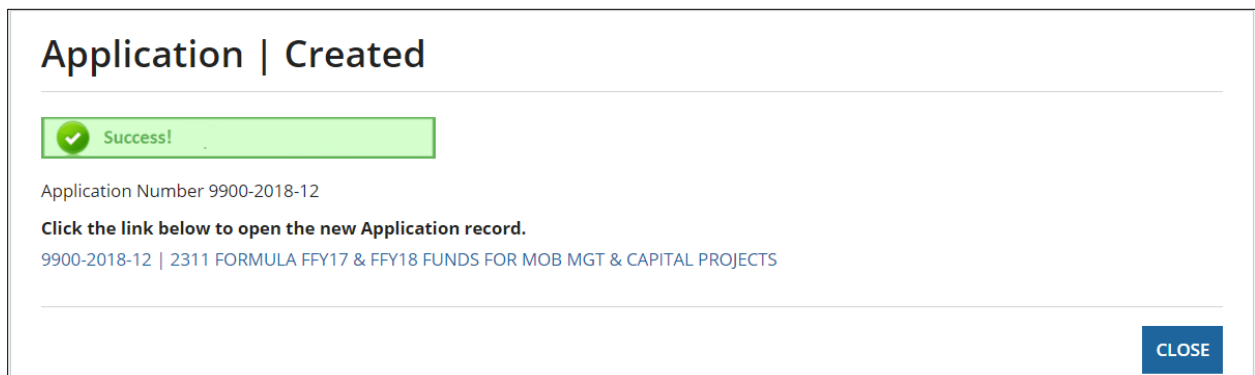 Application | Created
Success!
Application Number 9900-2018-12
Click the link below to open the new Application record.
9900-2018-12 | 2311 FORMULA FFY17 & FFY18 FUNDS FOR MOB MGT & CAPITAL PROJECTS
CLOSE